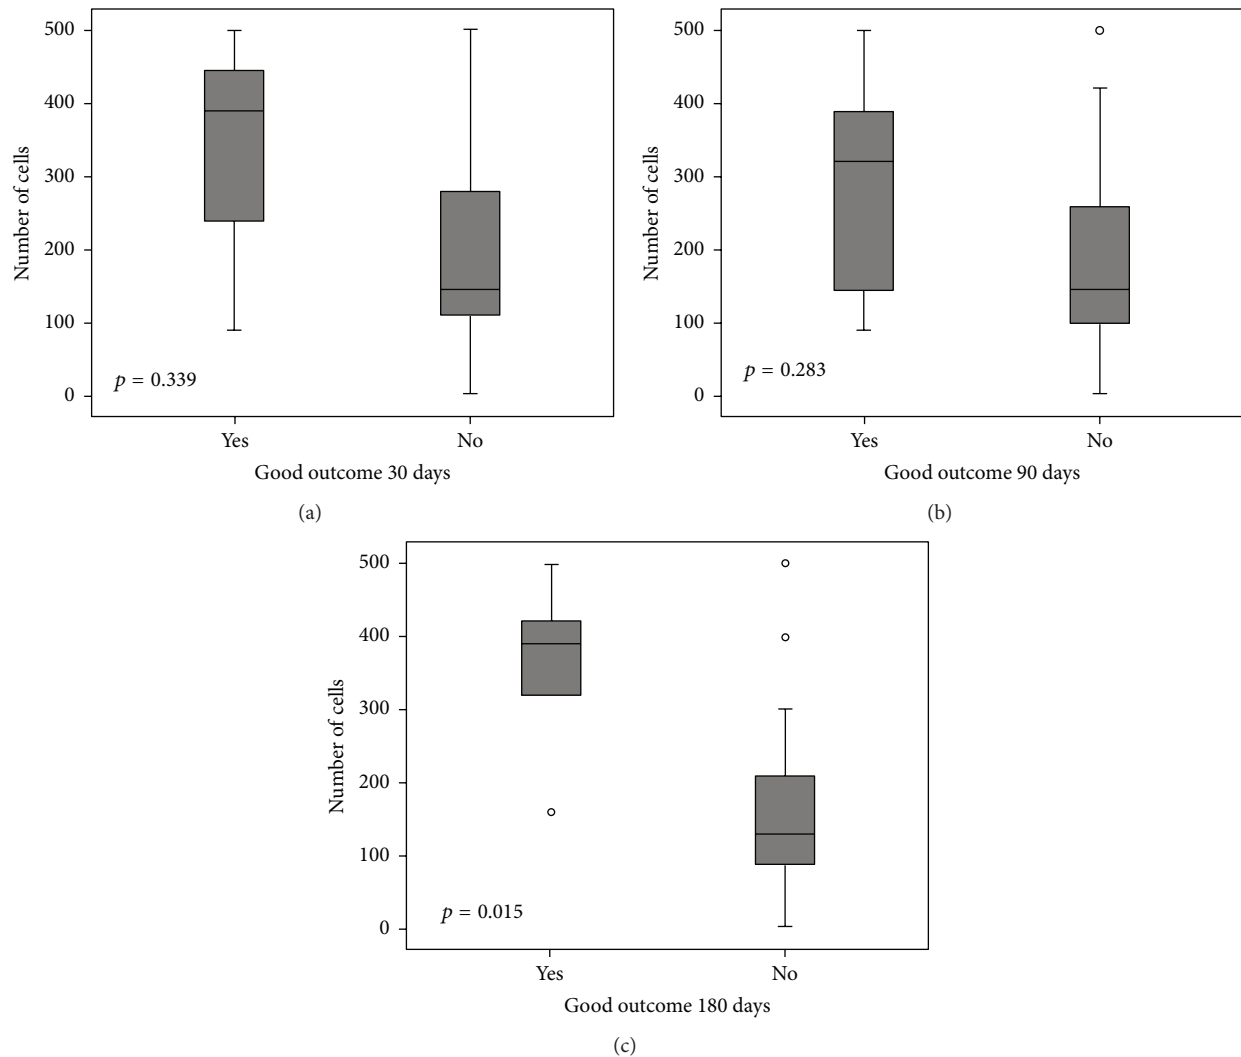 500
400
300
200
100
0
Number of cells
p = 0.339
Yes
No
Good outcome 30 days
(a)
500
400
300
200
100
0
Number of cells
p = 0.283
Yes
No
Good outcome 90 days
(b)
500
400
300
200
100
0
Number of cells
p = 0.015
Yes
No
Good outcome 180 days
(c)